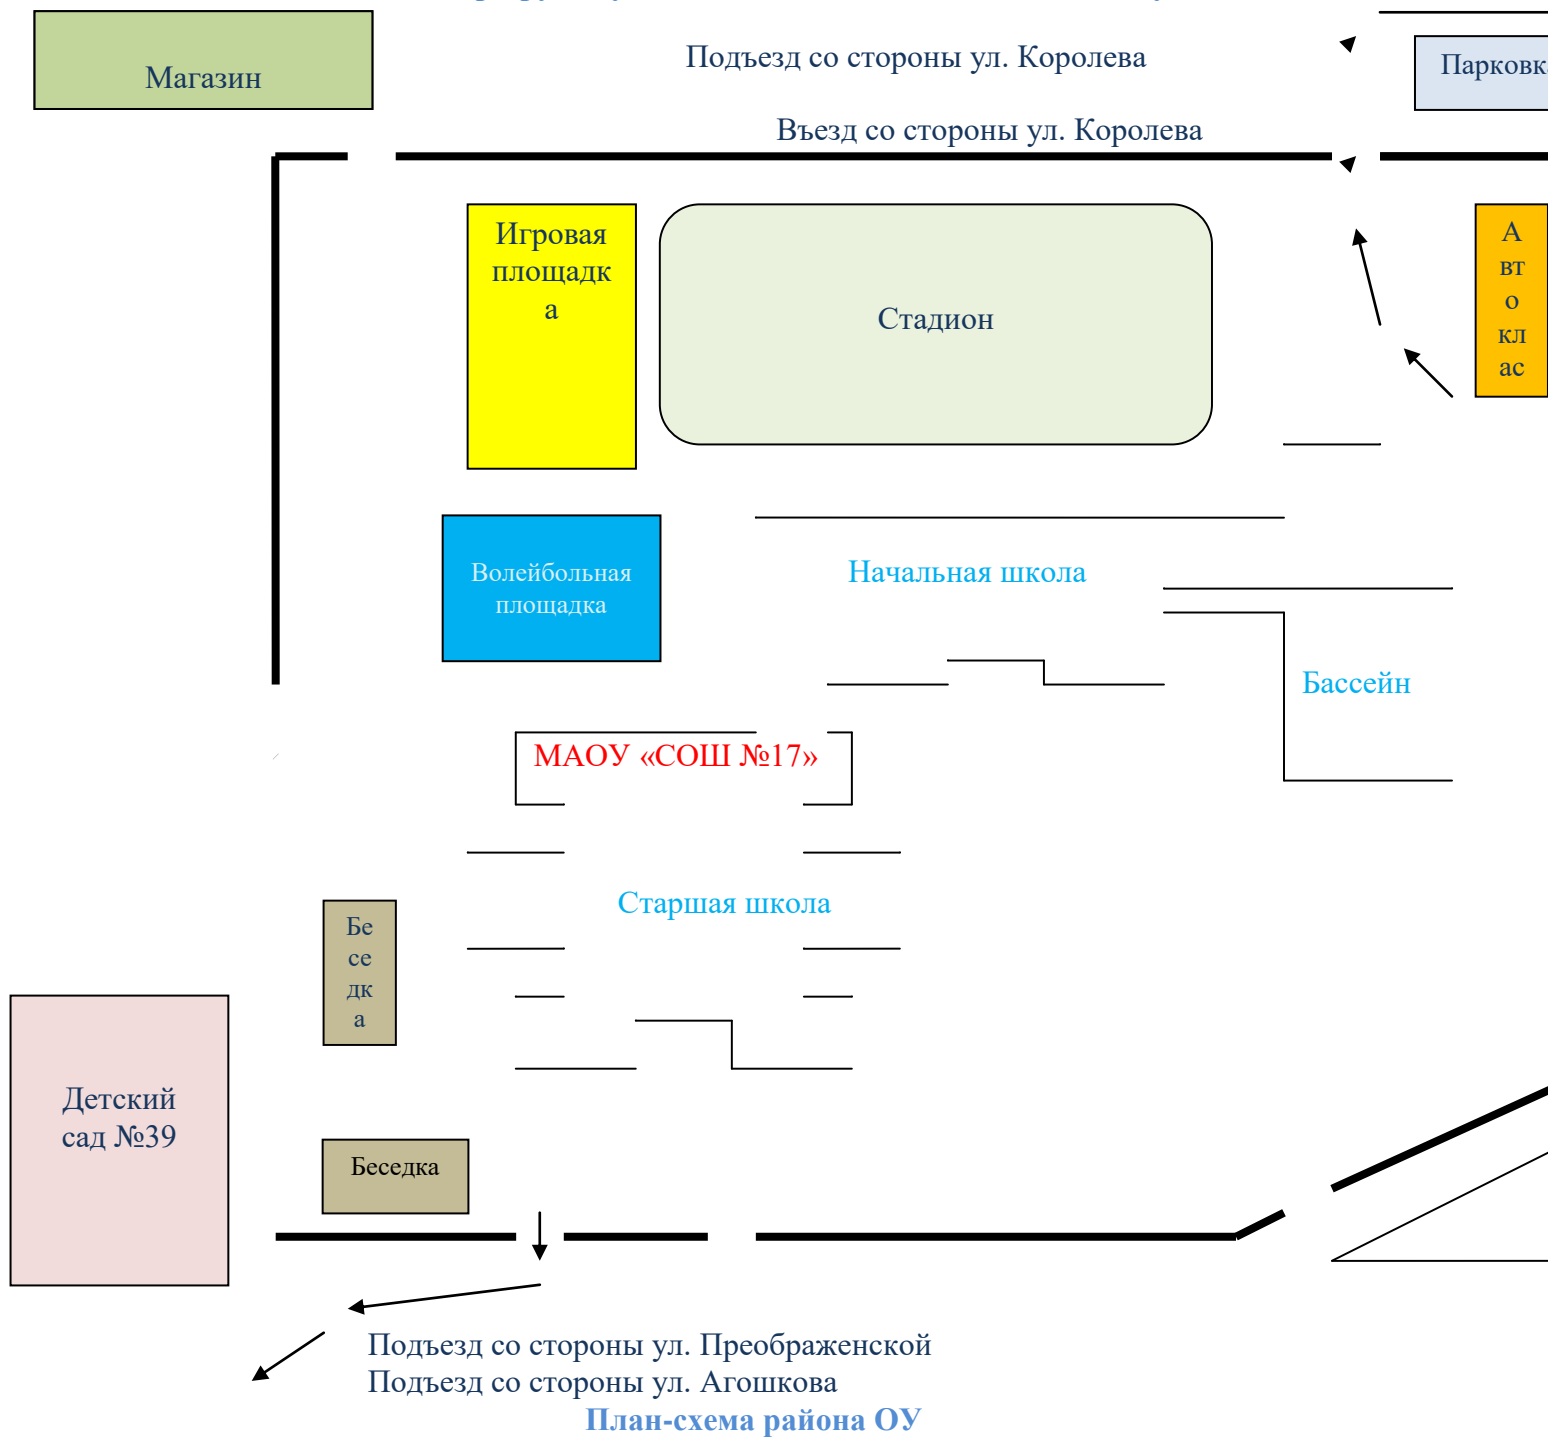 Магазин
Подъезд со стороны ул. Королева
Парковк
Въезд со стороны ул. Королева
Игровая
площадк
а
Стадион
А
вт
о
кл
ас
Волейбольная
площадка
Начальная школа
Бассейн
МАОУ «СОШ №17»
Старшая школа
Бе
се
дк
а
Детский
сад №39
Беседка
Подъезд со стороны ул. Преображенской
Подъезд со стороны ул. Агошкова
План-схема района ОУ